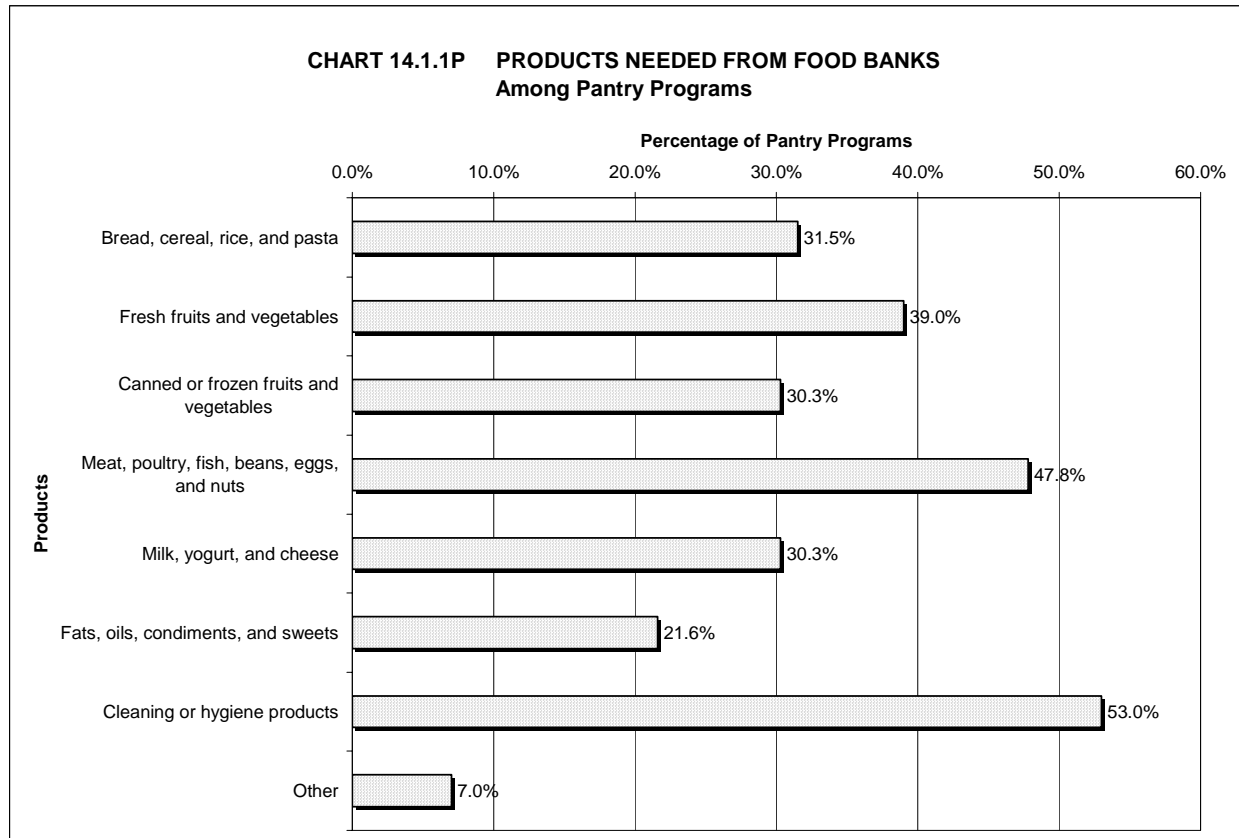 CHART 14.1.1P PRODUCTS NEEDED FROM FOOD BANKS
Among Pantry Programs
Percentage of Pantry Programs
0.0% 10.0% 20.0% 30.0% 40.0% 50.0% 60.0%
Bread, cereal, rice, and pasta 31.5%
Fresh fruits and vegetables 39.0%
Canned or frozen fruits and
vegetables 30.3%
Meat, poultry, fish, beans, eggs,
and nuts 47.8%
Products
Milk, yogurt, and cheese 30.3%
Fats, oils, condiments, and sweets 21.6%
Cleaning or hygiene products 53.0%
Other 7.0%